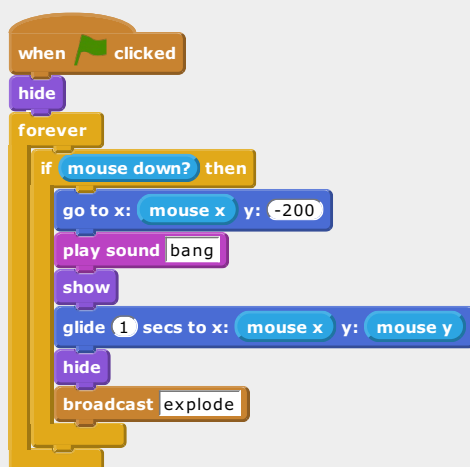 when clicked
hide
forever
if mouse down? then
go to x: mouse x y: -200
play sound bang
show
glide 1 secs to x: mouse x y: mouse y
hide
broadcast explode